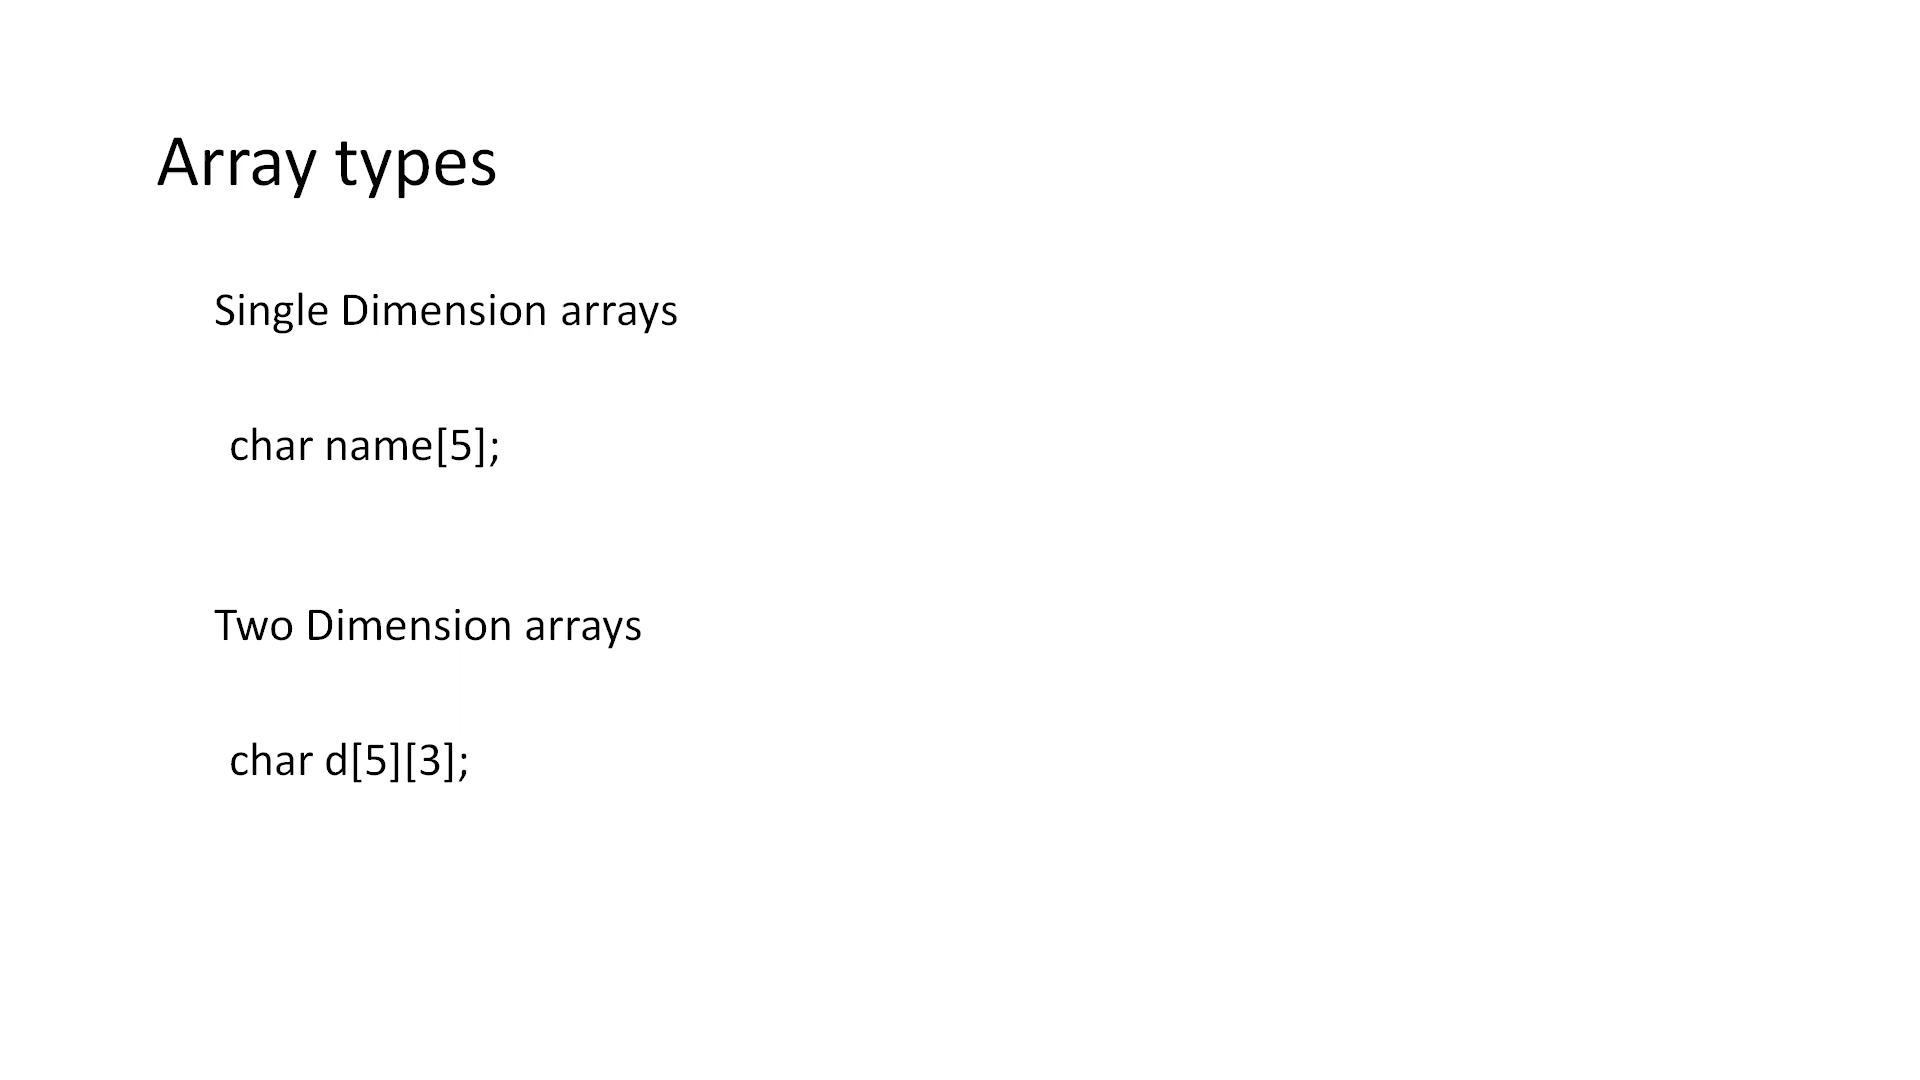 Array types
Single Dimension arrays
char name[5];
Two Dimension arrays
char d[5][3];